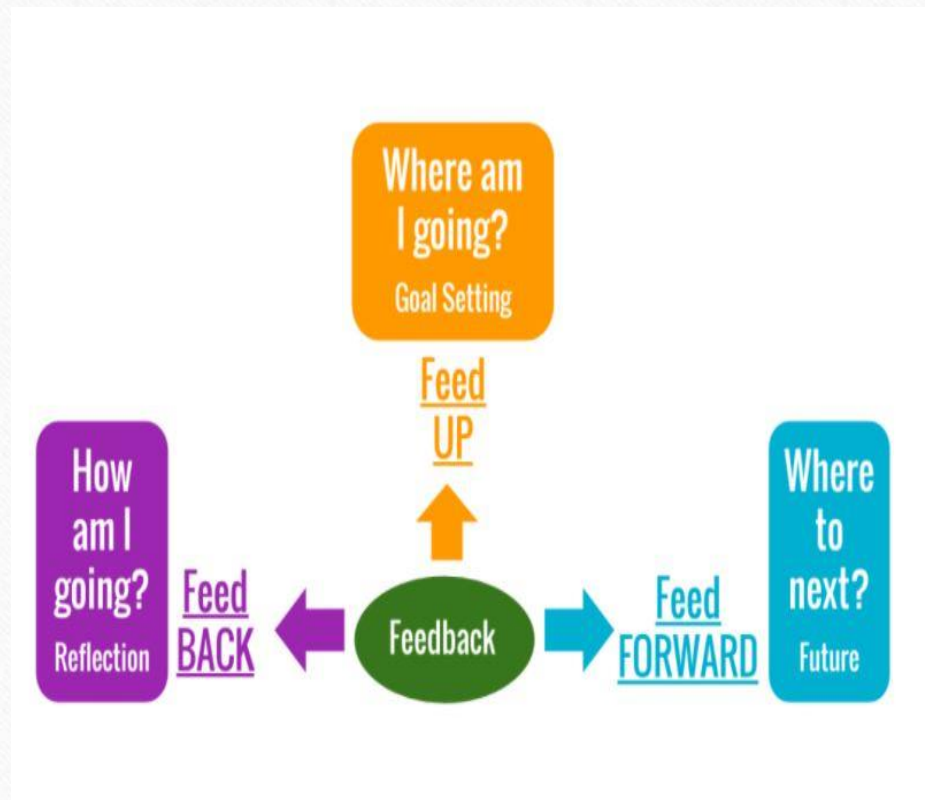 Where am
I going?
Goal Setting
Feed
UP
How
am I
going?
Reflection
Feed
BACK
Feedback
Feed
FORWARD
Where
to
next?
Future